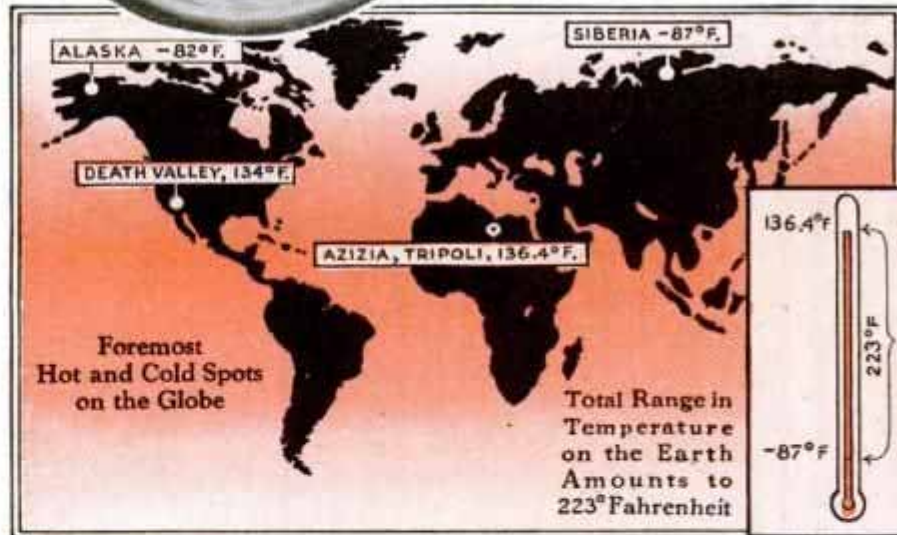 ALASKA -82°F.
SIBERIA -87°F.
DEATH VALLEY, 134°F.
AZIZIA, TRIPOLI, 136.4°F.
Foremost
Hot and Cold Spots
on the Globe
Total Range in
Temperature
on the Earth
Amounts to
223°Fahrenheit
136.4°F
223°F
-87°F